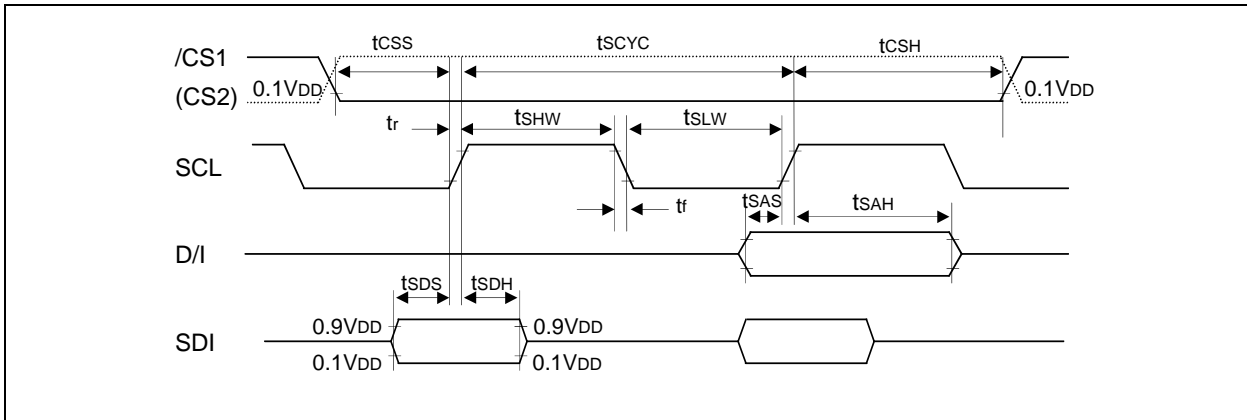 tCSS tSCYC tCSH
/CS1
0.1VDD 0.1VDD
(CS2)
tr tSHW tSLW
SCL
tf tSAS tSAH
D/I
tSDS tSDH
0.9VDD 0.9VDD
SDI
0.1VDD 0.1VDD